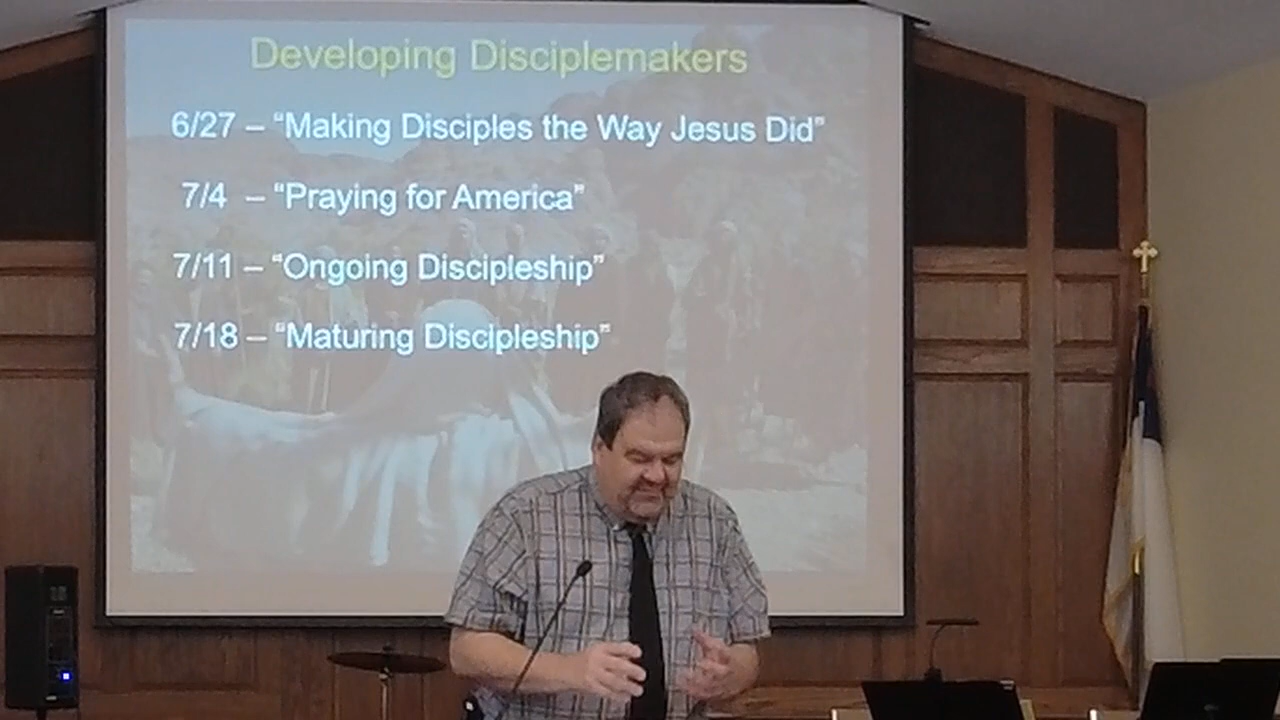 Developing Disciplemakers
6/27 – “Making Disciples the Way Jesus Did”
7/4 – “Praying for America”
7/11 – “Ongoing Discipleship”
7/18 – “Maturing Discipleship”